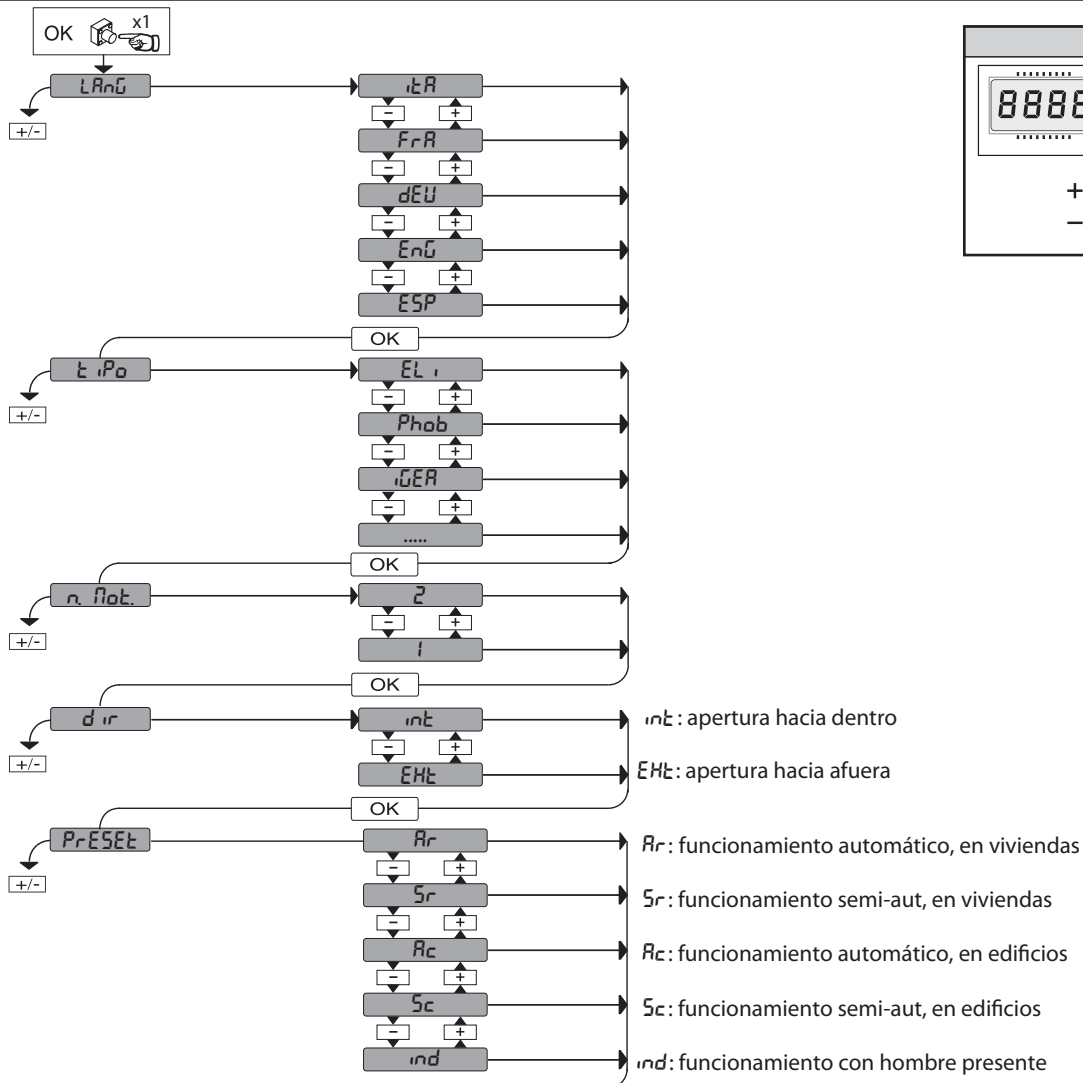 OK x1
LAnG
+/-
itA
- +
FrA
- +
dEU
- +
EnG
- +
ESP
OK
tiPo
+/-
ELi
- +
Phob
- +
iGEA
- +
.....
OK
n. Mot.
+/-
2
- +
1
OK
dir
+/-
int
- +
EHt
int: apertura hacia dentro
EHt: apertura hacia afuera
OK
PrESEt
+/-
Ar
- +
Sr
- +
Ac
- +
Sc
- +
ind
Ar: funcionamiento automático, en viviendas
Sr: funcionamiento semi-aut, en viviendas
Ac: funcionamiento automático, en edificios
Sc: funcionamiento semi-aut, en edificios
ind: funcionamiento con hombre presente
888
+
–